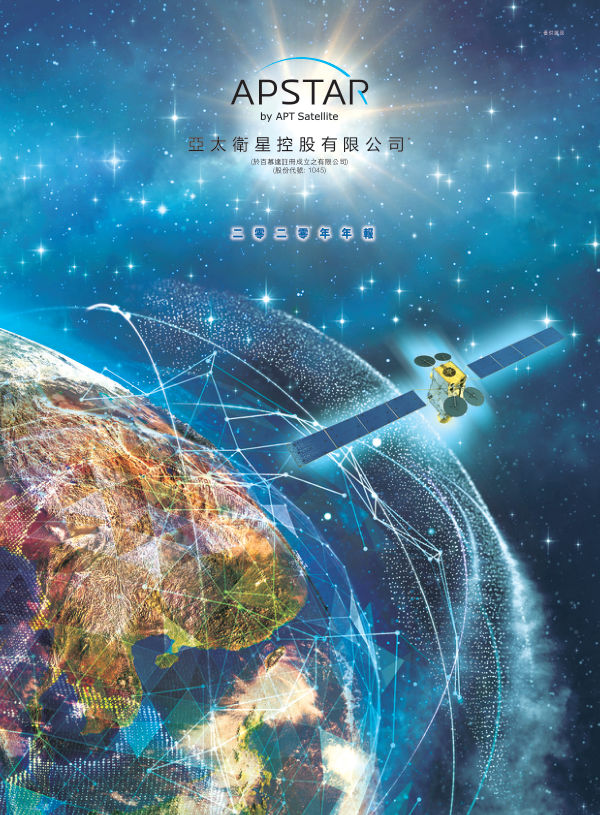 APSTAR
by APT Satellite
亞太衛星控股有限公司
(於百慕達註冊成立之有限公司)
(股份代號: 1045)
二零二零年年報